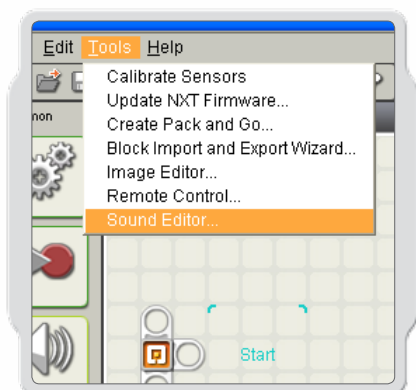 Edit Tools Help
Calibrate Sensors
Update NXT Firmware...
Create Pack and Go...
Block Import and Export Wizard...
Image Editor...
Remote Control...
Sound Editor...
Start